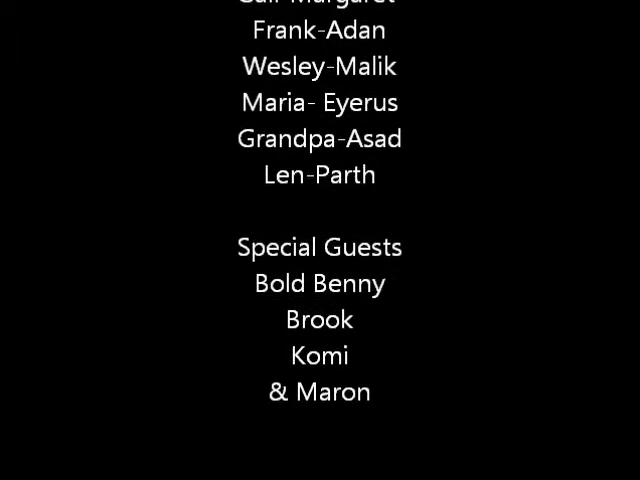 Frank-Adan
Wesley-Malik
Maria- Eyerus
Grandpa-Asad
Len-Parth
Special Guests
Bold Benny
Brook
Komi
& Maron